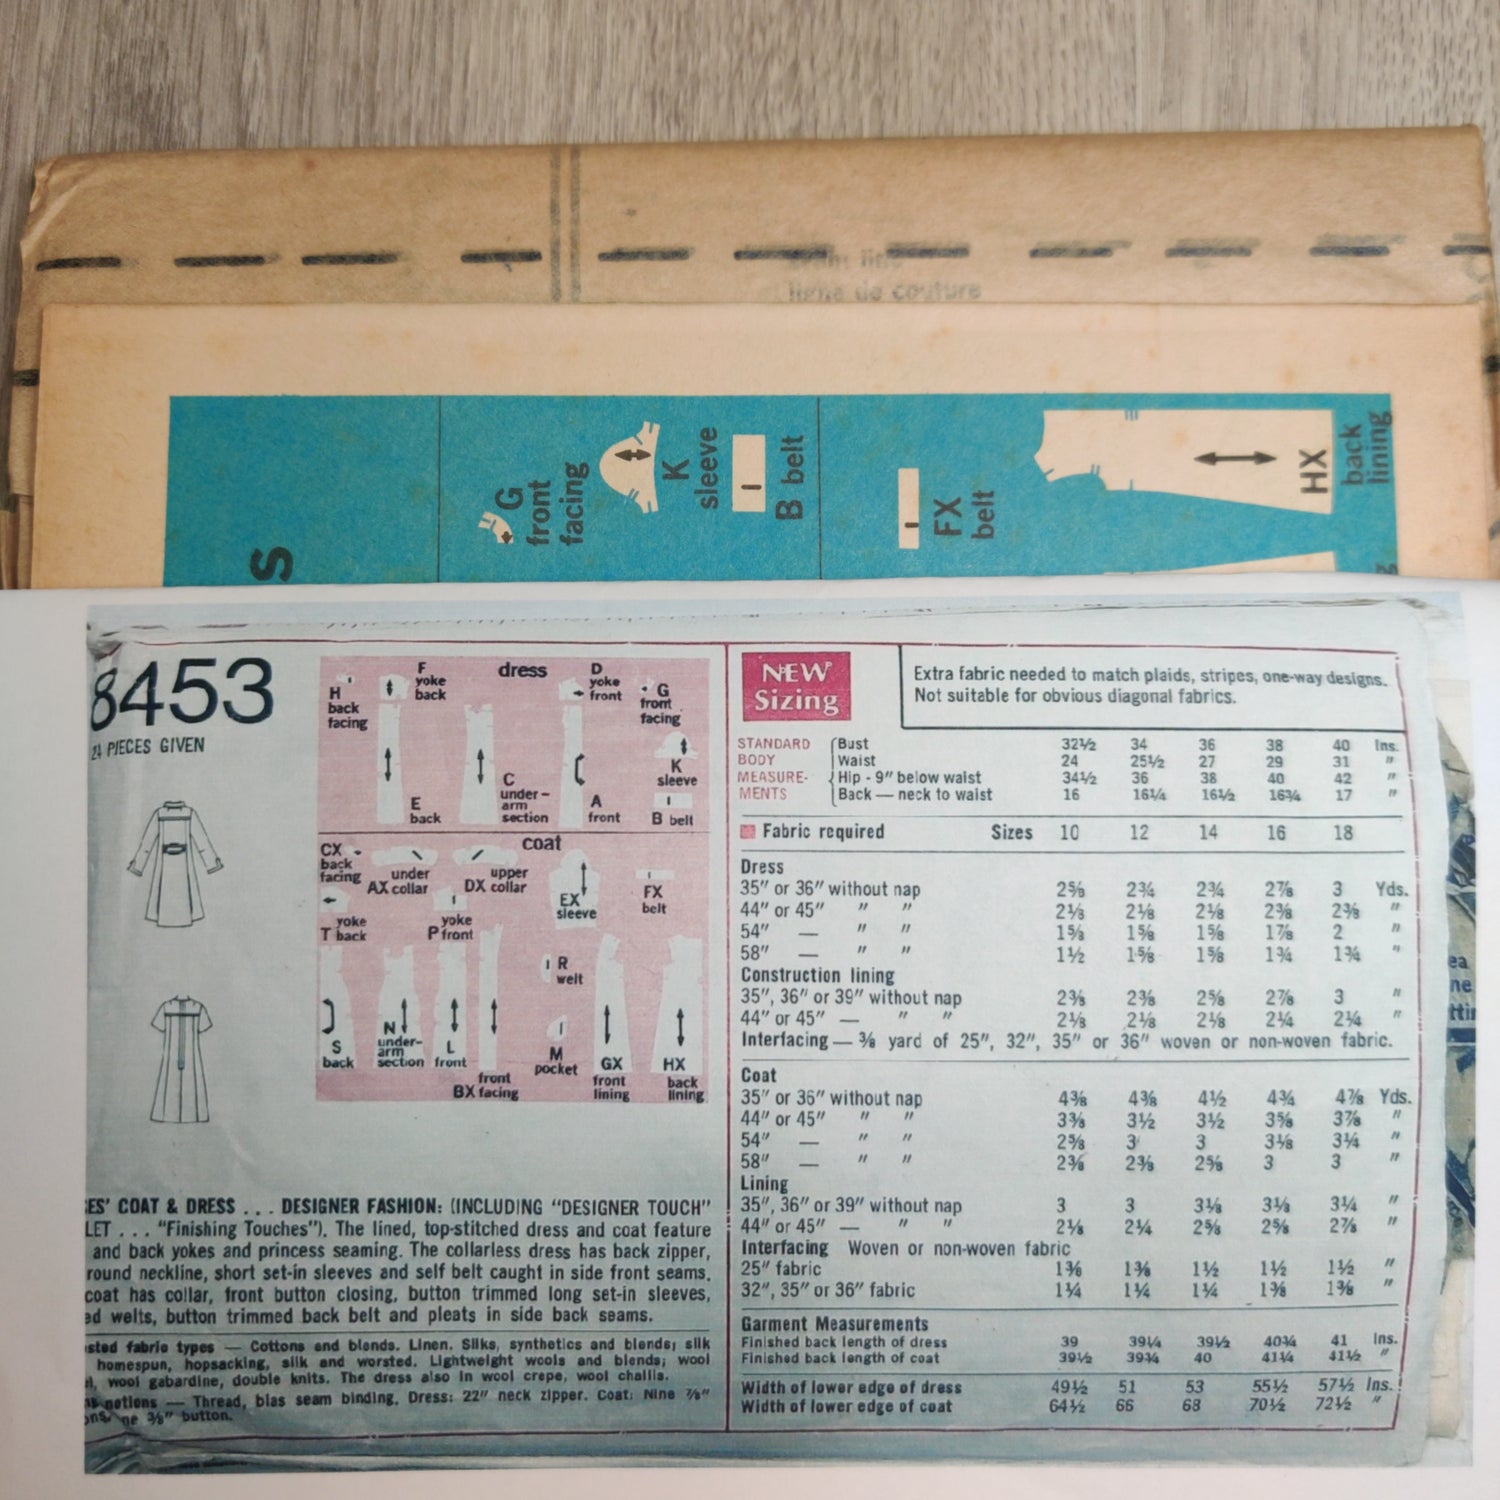 seam line
ligne de couture
S
G
front
facing
K
sleeve
B belt
FX
belt
HX
back
lining
8453
24 PIECES GIVEN
dress
H
back
facing
F
yoke
back
D
yoke
front
G
front
facing
K
sleeve
B belt
E
back
C
under-
arm
section
A
front
coat
CX
back
facing
under
AX collar
upper
DX collar
EX
sleeve
FX
belt
yoke
T back
yoke
P front
R
welt
S
back
N
under-
arm
section
L
front
front
BX facing
M
pocket
GX
front
lining
HX
back
lining
ES' COAT & DRESS . . . DESIGNER FASHION: (INCLUDING "DESIGNER TOUCH"
LET . . . "Finishing Touches"). The lined, top-stitched dress and coat feature
and back yokes and princess seaming. The collarless dress has back zipper,
round neckline, short set-in sleeves and self belt caught in side front seams.
coat has collar, front button closing, button trimmed long set-in sleeves,
ed welts, button trimmed back belt and pleats in side back seams.
sted fabric types — Cottons and blends. Linen. Silks, synthetics and blends; silk
homespun, hopsacking, silk and worsted. Lightweight wools and blends; wool
wool gabardine, double knits. The dress also in wool crepe, wool challis.
notions — Thread, bias seam binding. Dress: 22" neck zipper. Coat: Nine 7/8"
3/8" button.
NEW
Sizing
Extra fabric needed to match plaids, stripes, one-way designs.
Not suitable for obvious diagonal fabrics.
STANDARD Bust 32½ 34 36 38 40 Ins.
BODY Waist 24 25½ 27 29 31 "
MEASURE- Hip - 9" below waist 34½ 36 38 40 42 "
MENTS Back — neck to waist 16 16¼ 16½ 16¾ 17 "
Fabric required Sizes 10 12 14 16 18
Dress
35" or 36" without nap 2⅝ 2¾ 2¾ 2⅞ 3 Yds.
44" or 45" " " 2⅛ 2⅛ 2⅛ 2⅜ 2⅜ "
54" — " " 1⅝ 1⅝ 1⅝ 1⅞ 2 "
58" — " " 1½ 1⅝ 1⅝ 1¾ 1¾ "
Construction lining
35", 36" or 39" without nap 2⅜ 2⅜ 2⅝ 2⅞ 3 "
44" or 45" — " " 2⅛ 2⅛ 2⅛ 2¼ 2¼ "
Interfacing — ⅜ yard of 25", 32", 35" or 36" woven or non-woven fabric.
Coat
35" or 36" without nap 4⅜ 4⅜ 4½ 4¾ 4⅞ Yds.
44" or 45" " " 3⅜ 3½ 3½ 3⅝ 3⅞ "
54" — " " 2⅝ 3 3 3⅛ 3¼ "
58" — " " 2⅜ 2⅜ 2⅝ 3 3 "
Lining
35", 36" or 39" without nap 3 3 3⅛ 3⅛ 3¼ "
44" or 45" — " " 2⅛ 2¼ 2⅝ 2⅝ 2⅞ "
Interfacing Woven or non-woven fabric
25" fabric 1⅜ 1⅜ 1½ 1½ 1½ "
32", 35" or 36" fabric 1¼ 1¼ 1¼ 1⅜ 1⅜ "
Garment Measurements
Finished back length of dress 39 39¼ 39½ 40¾ 41 Ins.
Finished back length of coat 39½ 39¾ 40 41¼ 41½ "
Width of lower edge of dress 49½ 51 53 55½ 57½ Ins.
Width of lower edge of coat 64½ 66 68 70½ 72½ "